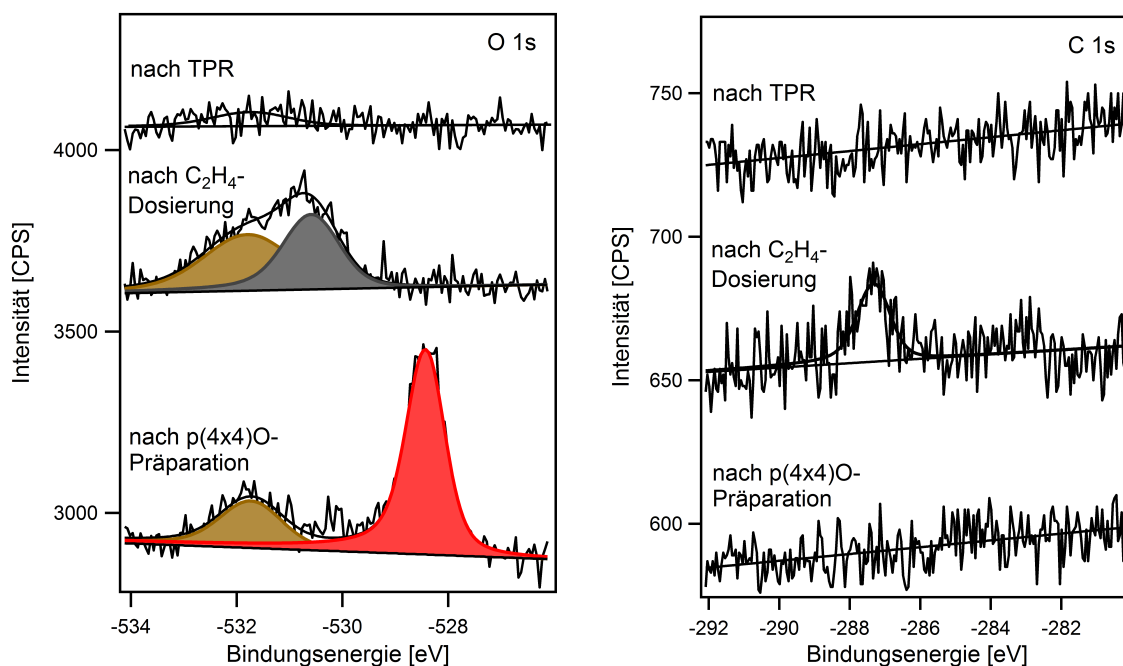 O 1s
nach TPR
4000
nach C₂H₄-
Dosierung
3500
nach p(4x4)O-
Präparation
3000
Intensität [CPS]
-534
-532
-530
-528
Bindungsenergie [eV]
C 1s
750
nach TPR
700
nach C₂H₄-
Dosierung
650
nach p(4x4)O-
Präparation
600
Intensität [CPS]
-292
-290
-288
-286
-284
-282
Bindungsenergie [eV]